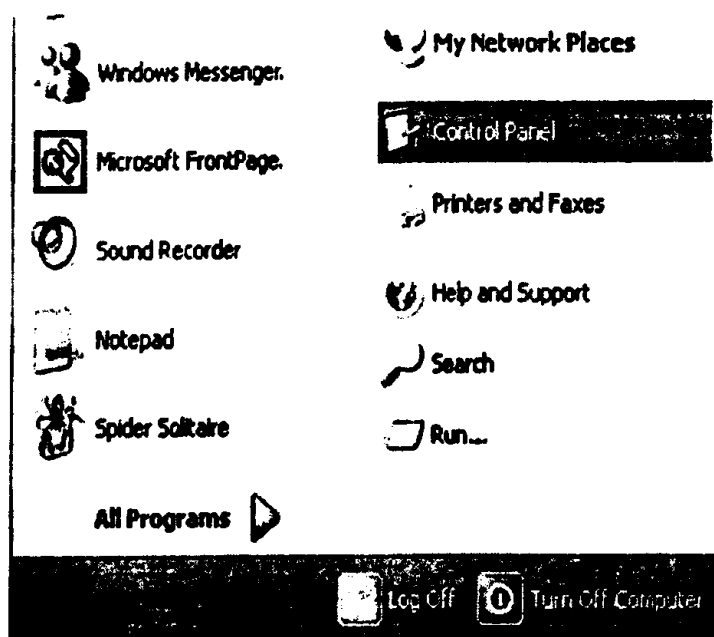 Windows Messenger.
Microsoft FrontPage.
Sound Recorder
Notepad
Spider Solitaire
All Programs
My Network Places
Control Panel
Printers and Faxes
Help and Support
Search
Run...
Log Off
Turn Off Computer